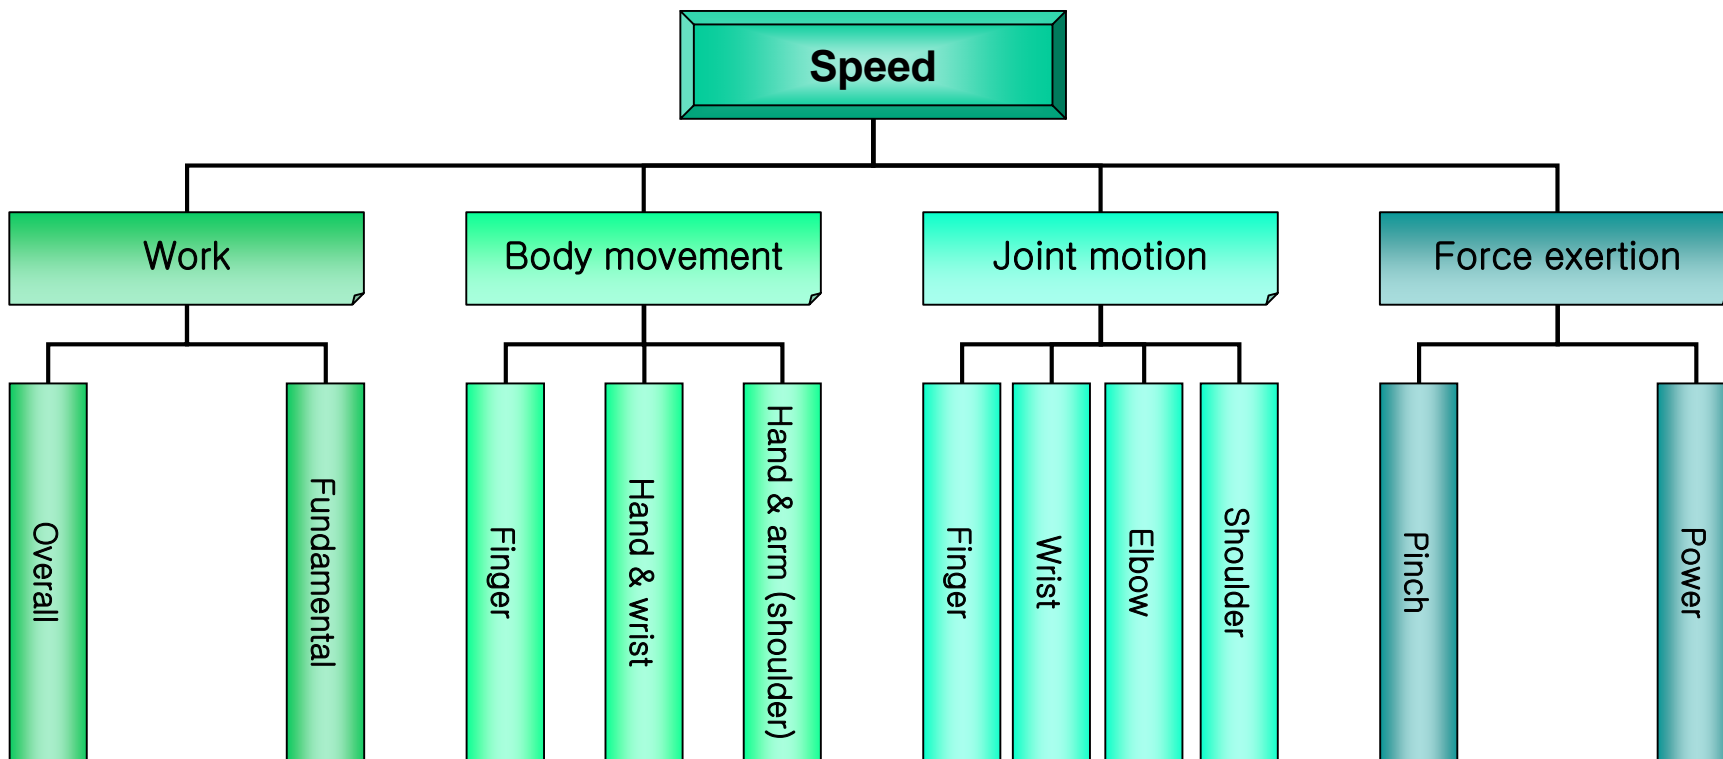 Speed
Work
Body movement
Joint motion
Force exertion
Overall
Fundamental
Finger
Hand & wrist
Hand & arm (shoulder)
Finger
Wrist
Elbow
Shoulder
Pinch
Power